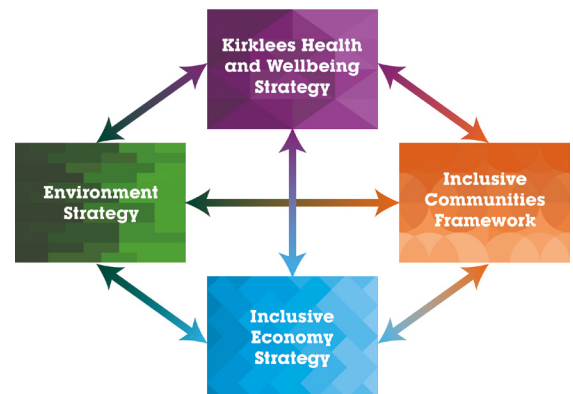 Kirklees Health
and Wellbeing
Strategy
Environment
Strategy
Inclusive
Communities
Framework
Inclusive
Economy
Strategy